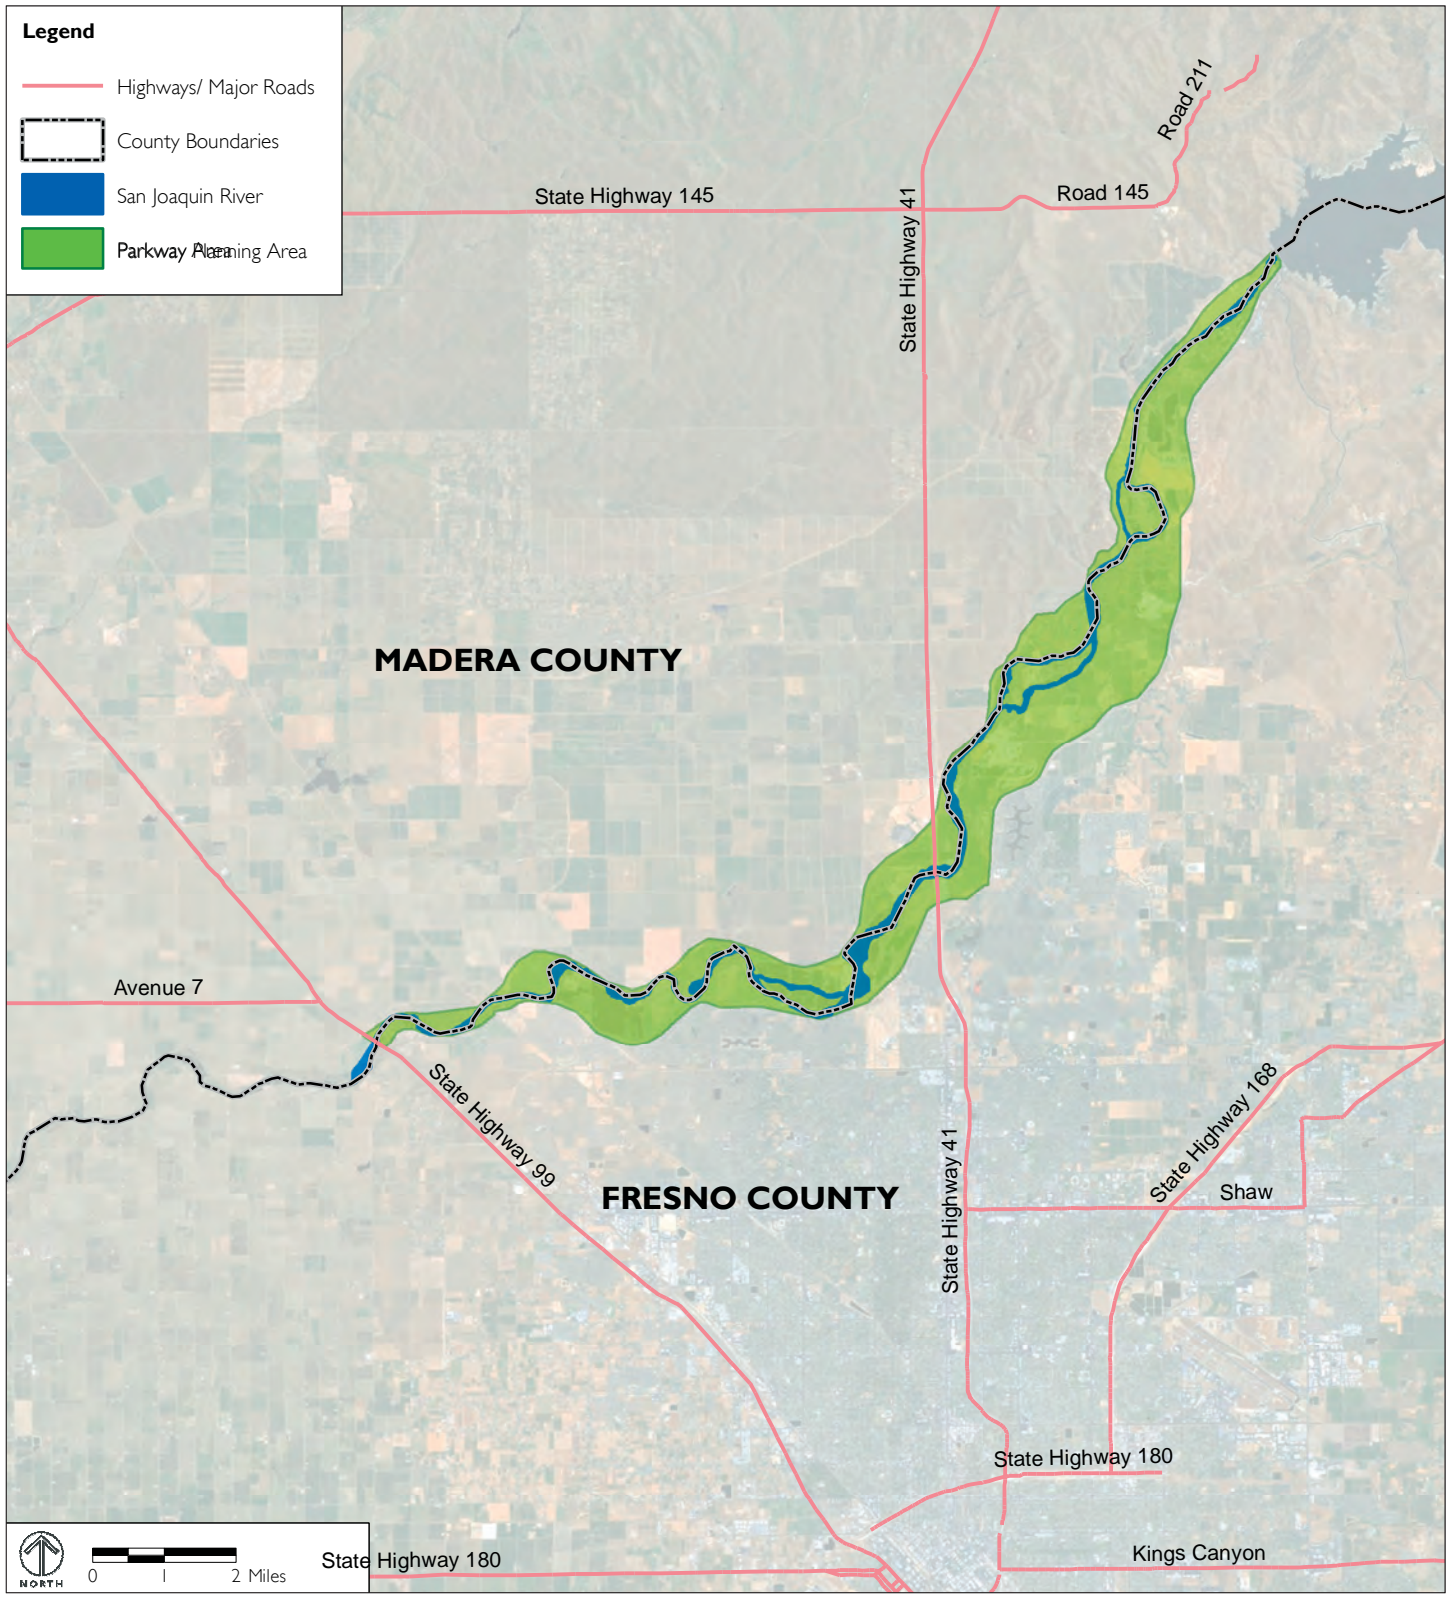 Legend
Highways/ Major Roads
County Boundaries
San Joaquin River
Parkway Area
Parkway Planning Area
State Highway 145
State Highway 41
Road 145
Road 211
MADERA COUNTY
Avenue 7
State Highway 99
FRESNO COUNTY
State Highway 41
State Highway 168
Shaw
State Highway 180
Kings Canyon
State Highway 180
NORTH
0 1 2 Miles